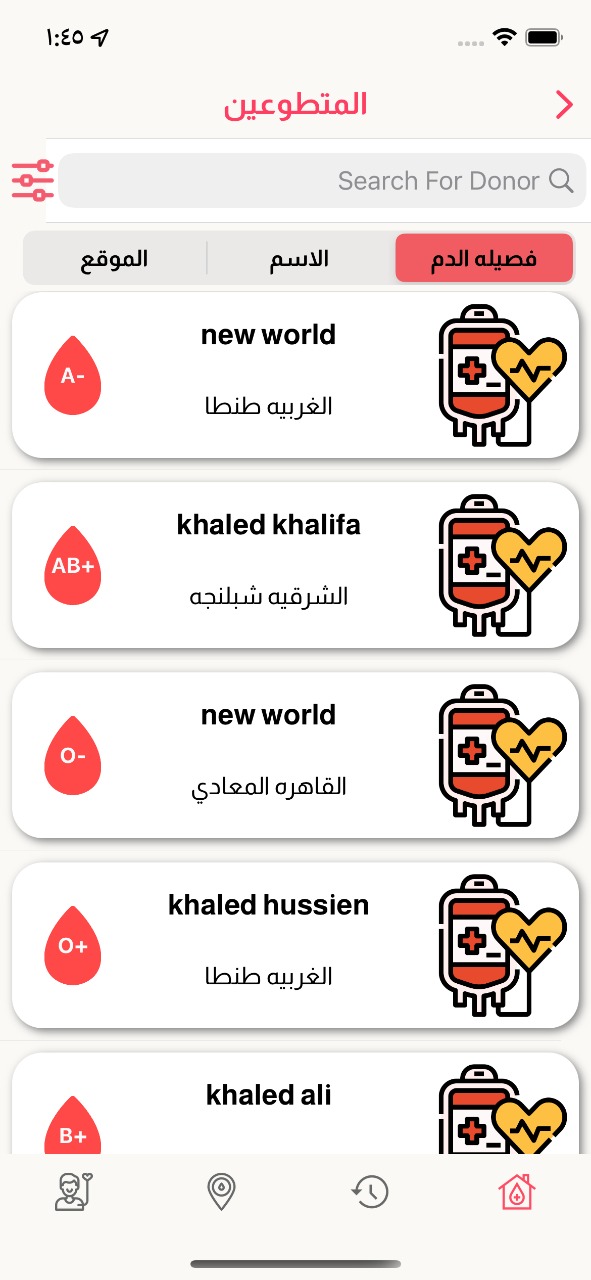 ١:٤٥
المتطوعين
Search For Donor
فصيله الدم
الاسم
الموقع
new world
A-
الغربيه طنطا
khaled khalifa
AB+
الشرقيه شبلنجه
new world
O-
القاهره المعادي
khaled hussien
O+
الغربيه طنطا
khaled ali
B+